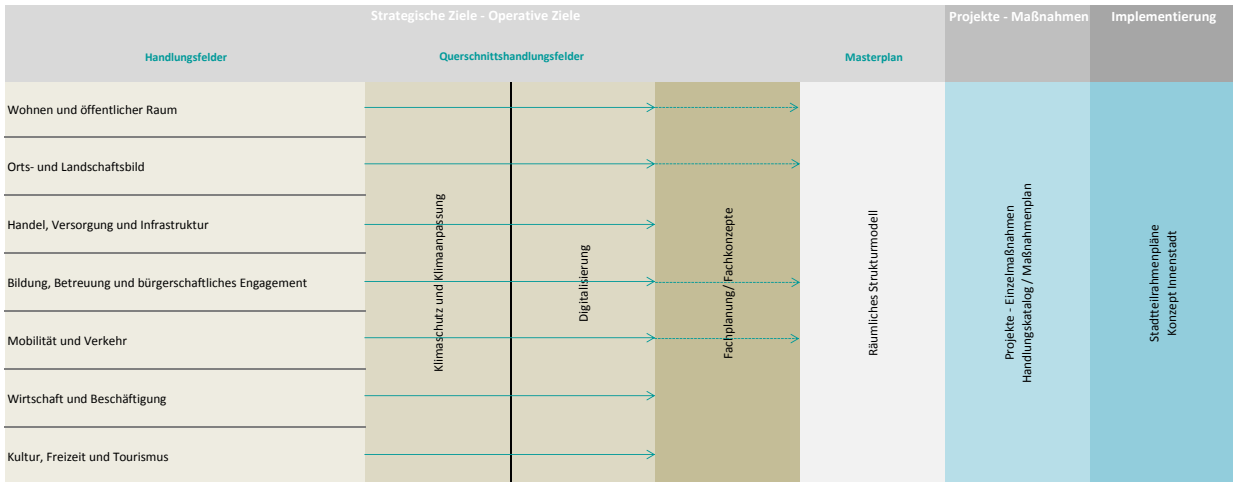 Strategische Ziele - Operative Ziele
Projekte - Maßnahmen
Implementierung
Handlungsfelder
Querschnittshandlungsfelder
Masterplan
Wohnen und öffentlicher Raum
Orts- und Landschaftsbild
Handel, Versorgung und Infrastruktur
Bildung, Betreuung und bürgerschaftliches Engagement
Mobilität und Verkehr
Wirtschaft und Beschäftigung
Kultur, Freizeit und Tourismus
Klimaschutz und Klimaanpassung
Digitalisierung
Fachplanung/ Fachkonzepte
Räumliches Strukturmodell
Projekte - Einzelmaßnahmen
Handlungskatalog / Maßnahmenplan
Stadtteilrahmenpläne
Konzept Innenstadt